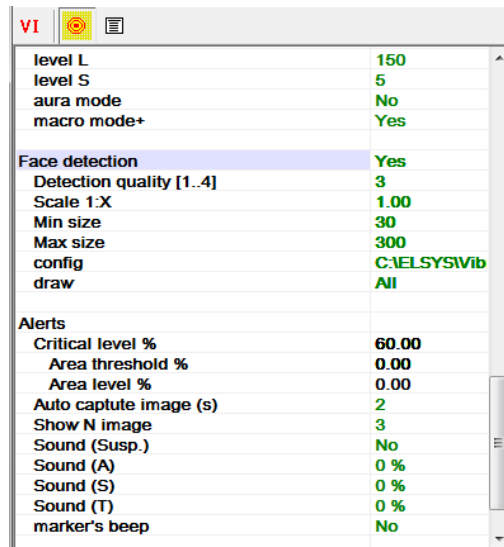 VI
level L 150
level S 5
aura mode No
macro mode+ Yes
Face detection Yes
Detection quality [1..4] 3
Scale 1:X 1.00
Min size 30
Max size 300
config C:\ELSYS\Vib
draw All
Alerts
Critical level % 60.00
Area threshold % 0.00
Area level % 0.00
Auto captute image (s) 2
Show N image 3
Sound (Susp.) No
Sound (A) 0 %
Sound (S) 0 %
Sound (T) 0 %
marker's beep No